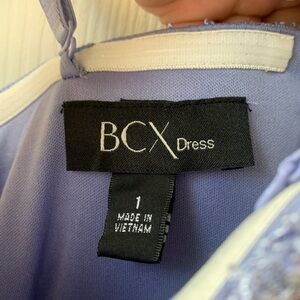 BCX Dress
1
MADE IN
VIETNAM